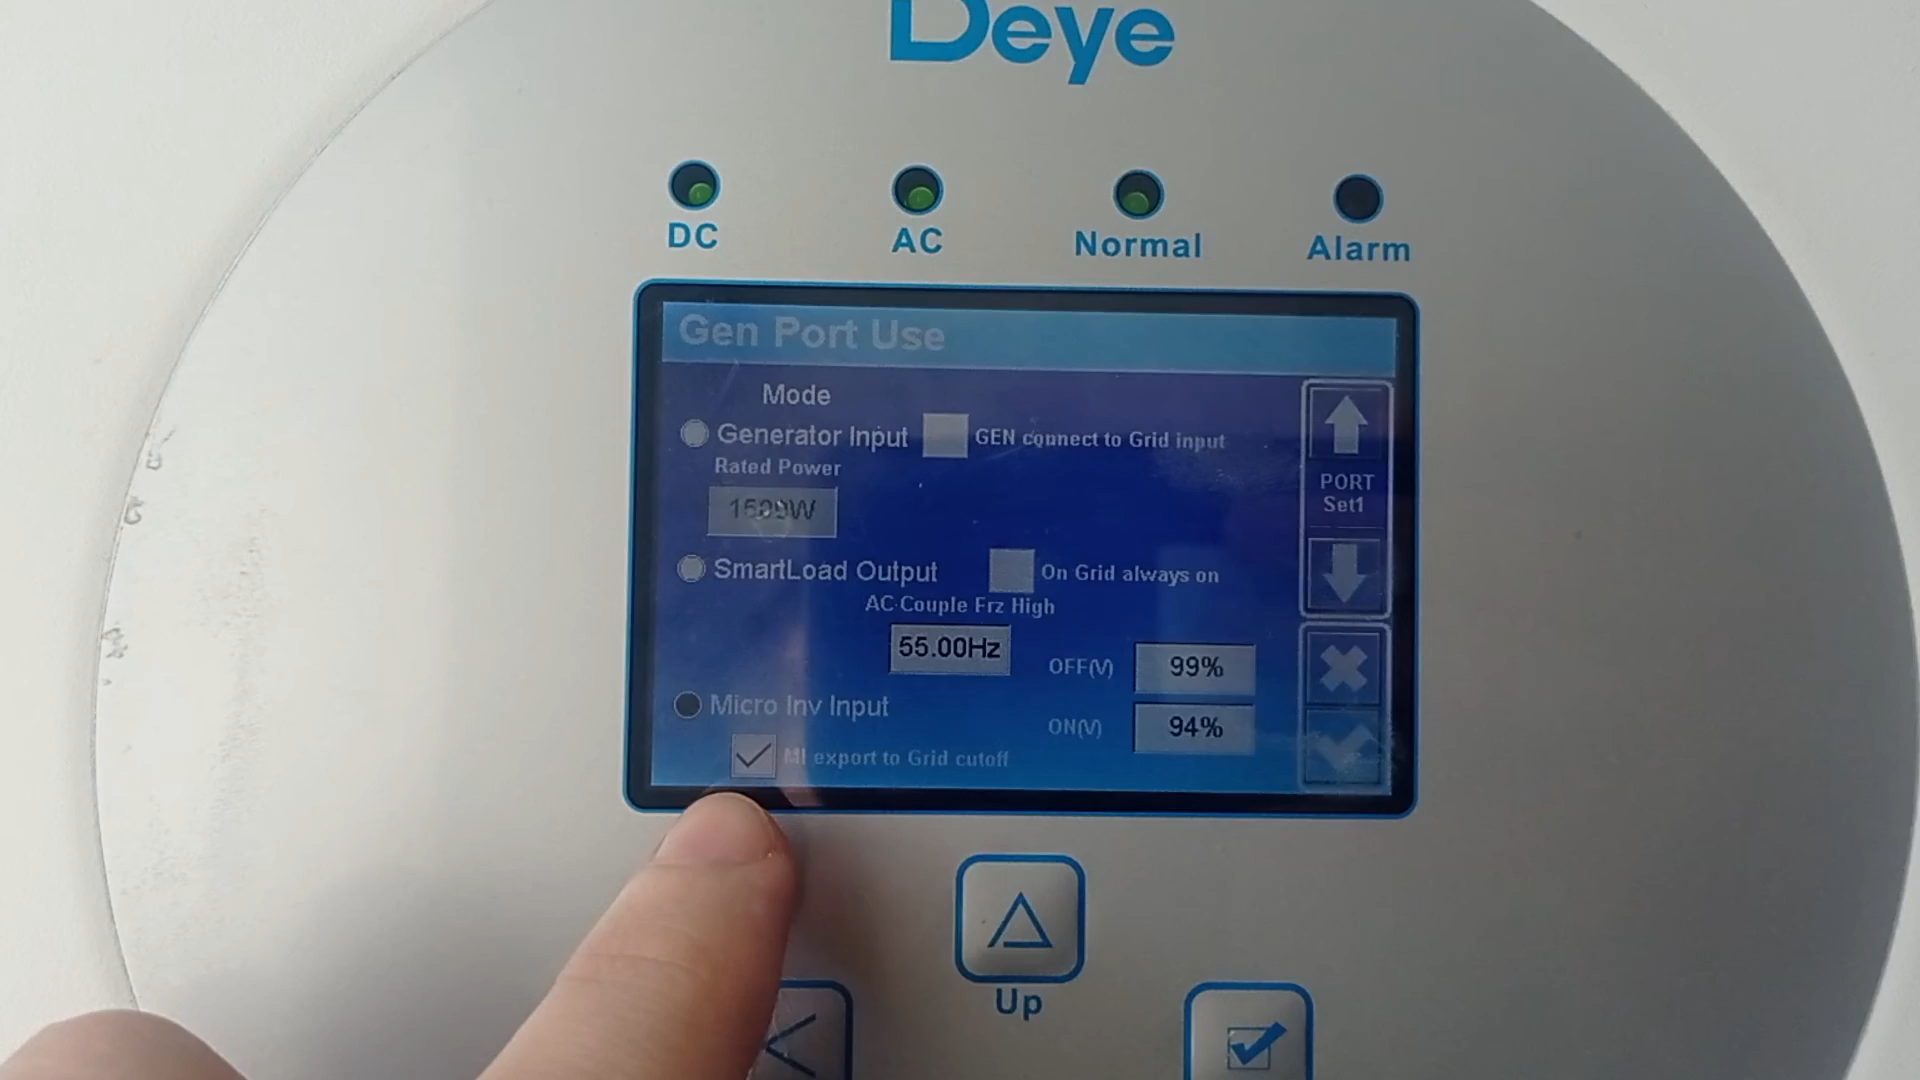 Deye
DC AC Normal Alarm
Gen Port Use
Mode
Generator Input GEN connect to Grid input
Rated Power
PORT
Set1
SmartLoad Output On Grid always on
AC Couple Frz High
55.00Hz
OFF(V) 99%
Micro Inv Input
ON(V) 94%
MI export to Grid cutoff
Up